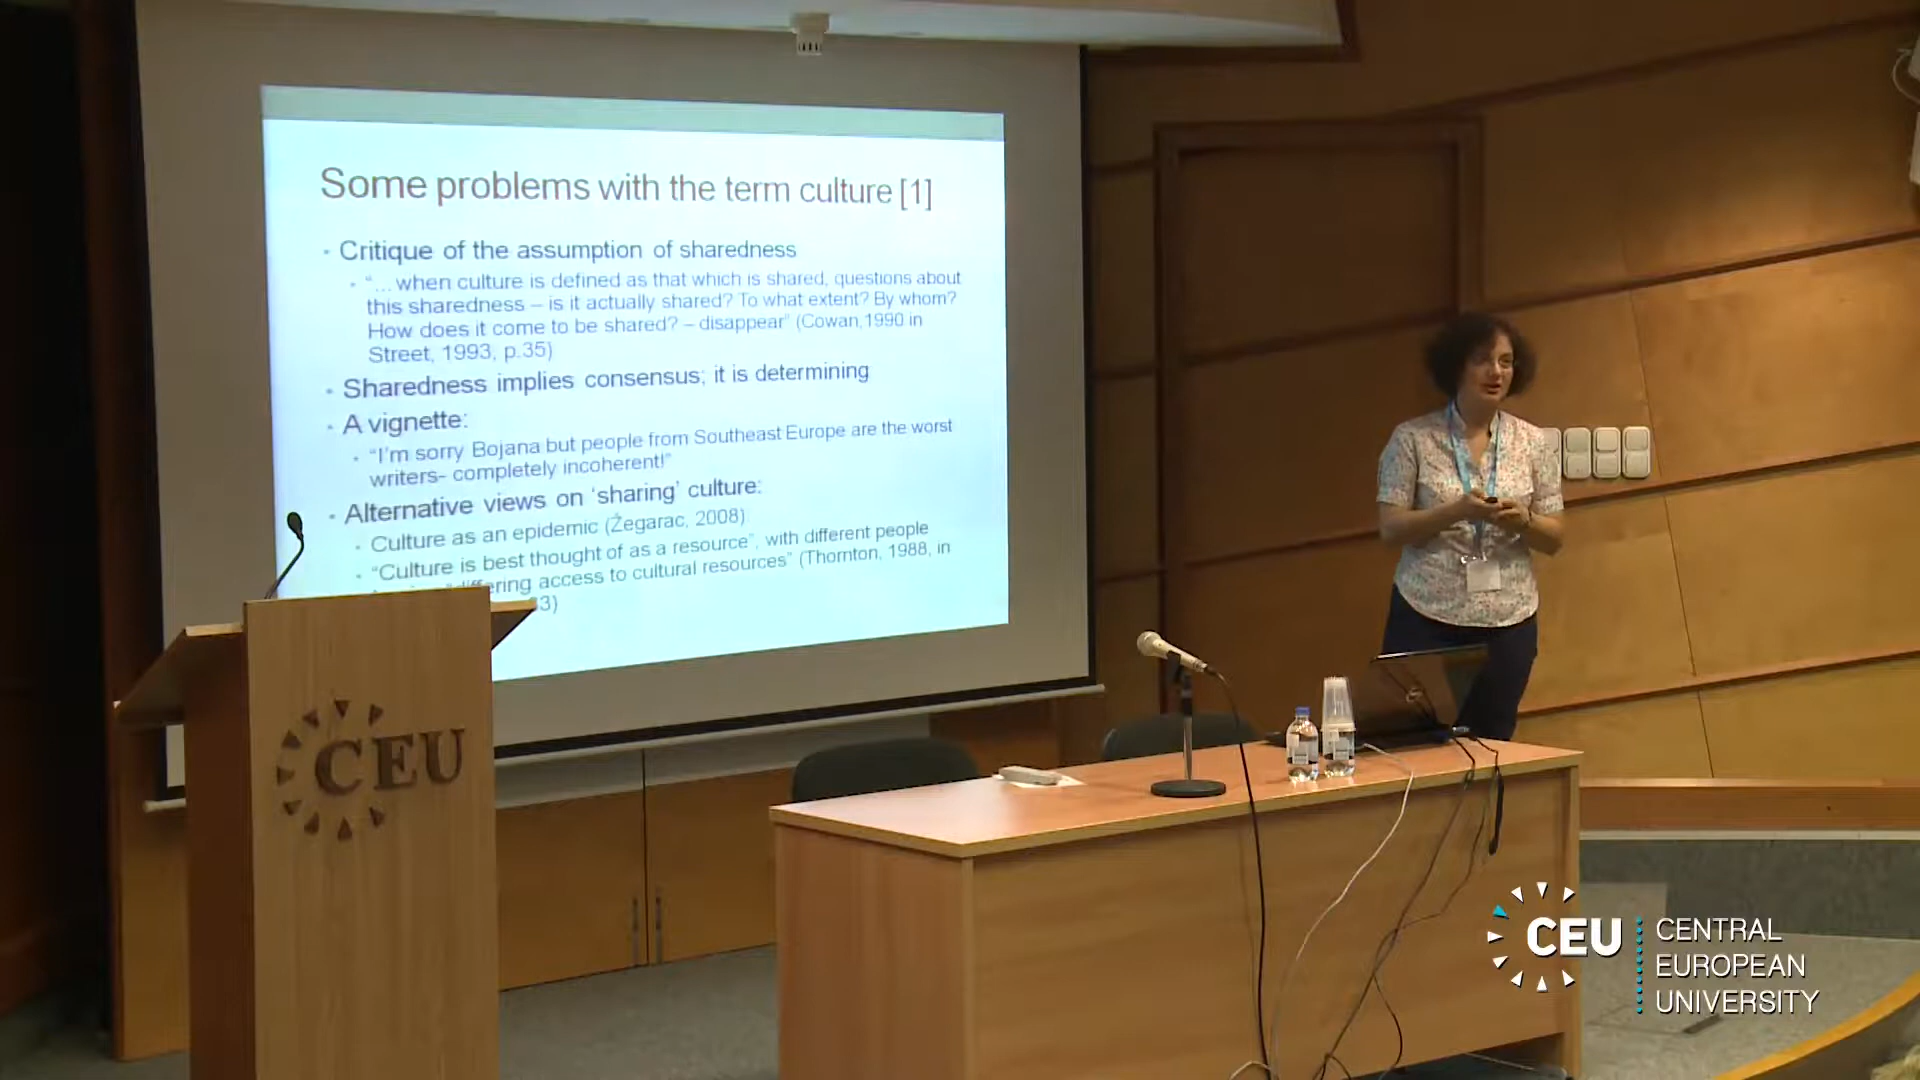 Some problems with the term culture [1]
Critique of the assumption of sharedness
“... when culture is defined as that which is shared, questions about
this sharedness – is it actually shared? To what extent? By whom?
How does it come to be shared? – disappear” (Cowan,1990 in
Street, 1993, p.35)
Sharedness implies consensus; it is determining
A vignette:
“I’m sorry Bojana but people from Southeast Europe are the worst
writers- completely incoherent!”
Alternative views on ‘sharing’ culture:
Culture as an epidemic (Žegarac, 2008)
“Culture is best thought of as a resource”, with different people
access to cultural resources” (Thornton, 1988, in
CEU
CEU
CENTRAL
EUROPEAN
UNIVERSITY